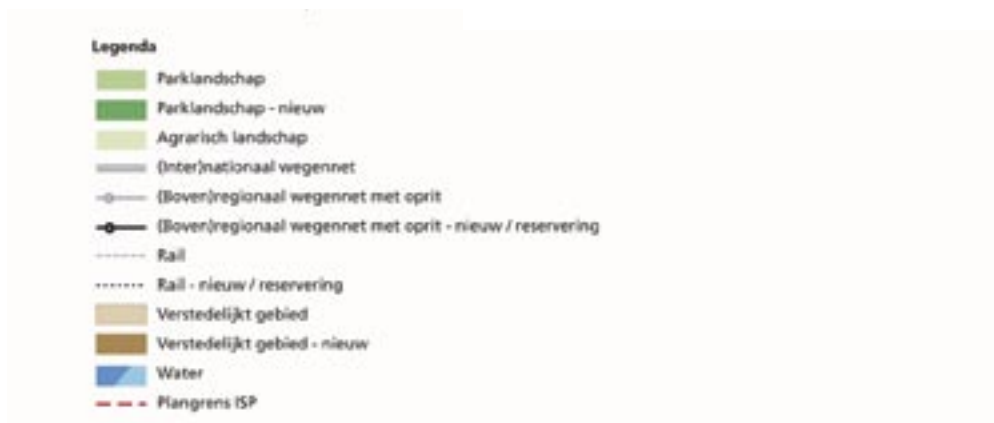 Legenda
Parklandschap
Parklandschap - nieuw
Agrarisch landschap
(Inter)nationaal wegennet
(Boven)regionaal wegennet met oprit
(Boven)regionaal wegennet met oprit - nieuw / reservering
Rail
Rail - nieuw / reservering
Verstedelijkt gebied
Verstedelijkt gebied - nieuw
Water
Plangrens ISP